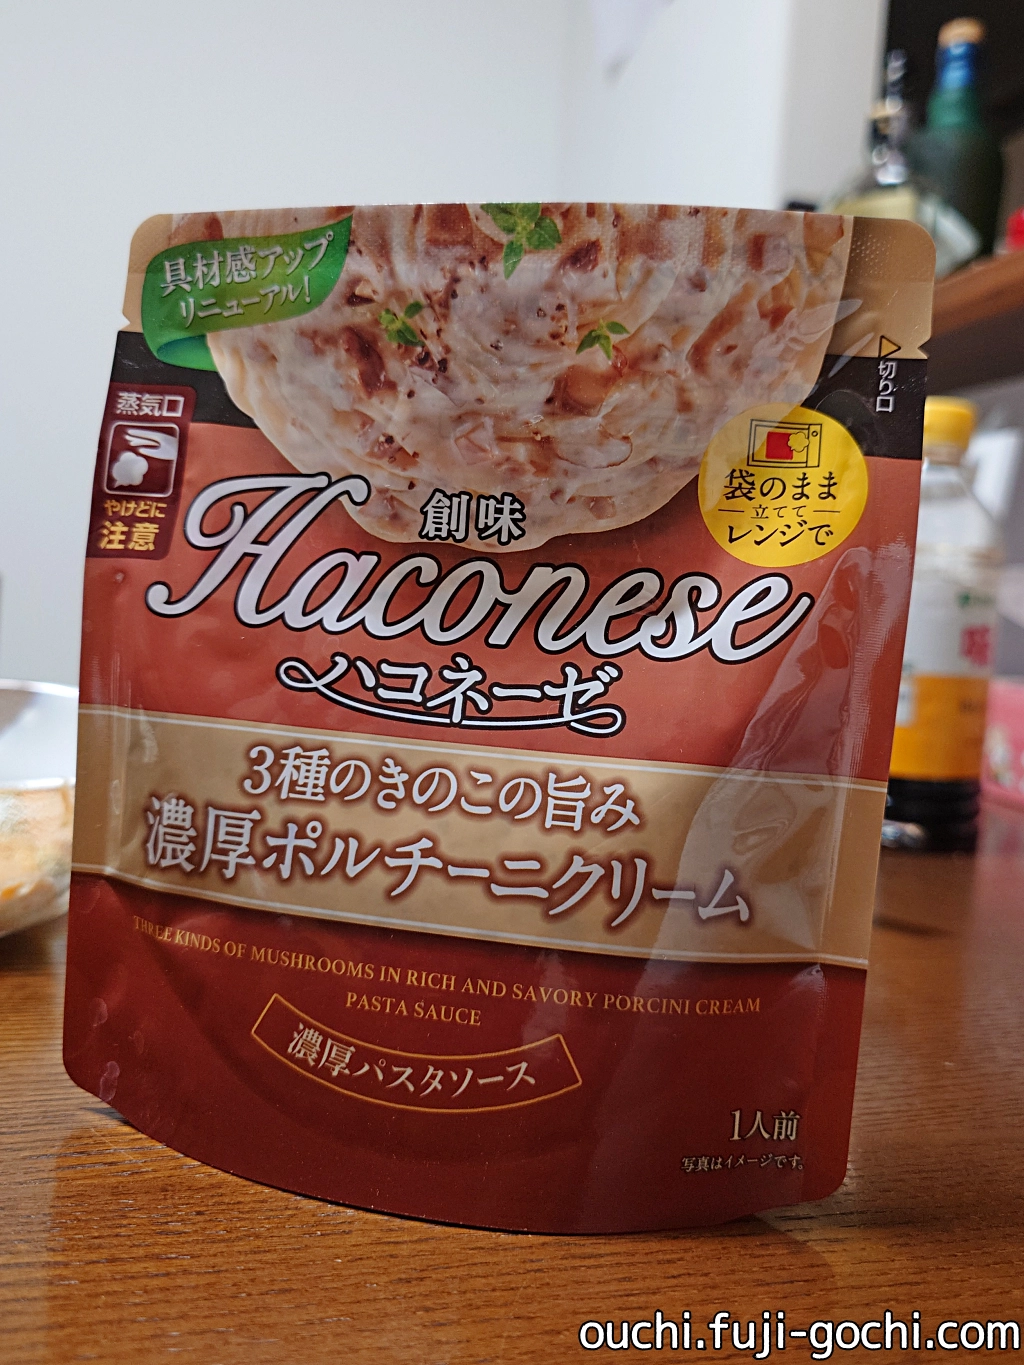 具材感アップ
リニューアル!
切り口
蒸気口
やけどに
注意
袋のまま
立てて
レンジで
創味
Haconese
ハコネーゼ
3種のきのこの旨み
濃厚ポルチーニクリーム
THREE KINDS OF MUSHROOMS IN RICH AND SAVORY PORCINI CREAM
PASTA SAUCE
濃厚パスタソース
1人前
写真はイメージです。
ouchi.fuji-gochi.com